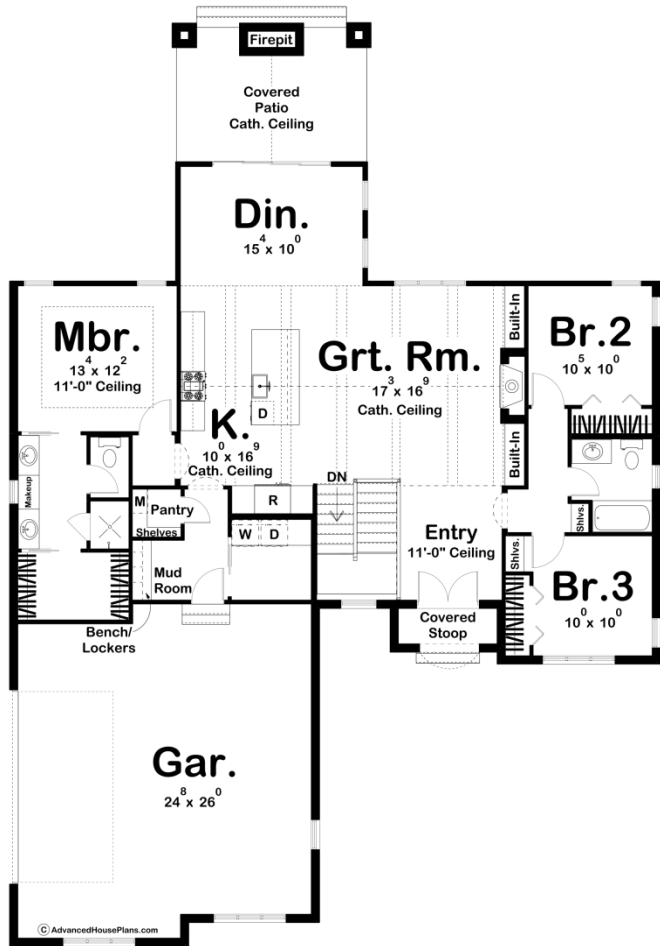 Firepit
Covered
Patio
Cath. Ceiling
Din.
15⁴ x 10⁰
Mbr.
13⁴ x 12²
11'-0" Ceiling
Grt. Rm.
17³ x 16⁹
Cath. Ceiling
Built-In
Br.2
10⁵ x 10⁰
D
K.
10⁰ x 16⁹
Cath. Ceiling
Built-In
Makeup
M
Pantry
Shelves
R
DN
W
D
Entry
11'-0" Ceiling
Shlvs.
Shlvs.
Mud
Room
Bench/
Lockers
Covered
Stoop
Br.3
10⁰ x 10⁰
Gar.
24⁸ x 26⁰
© AdvancedHousePlans.com